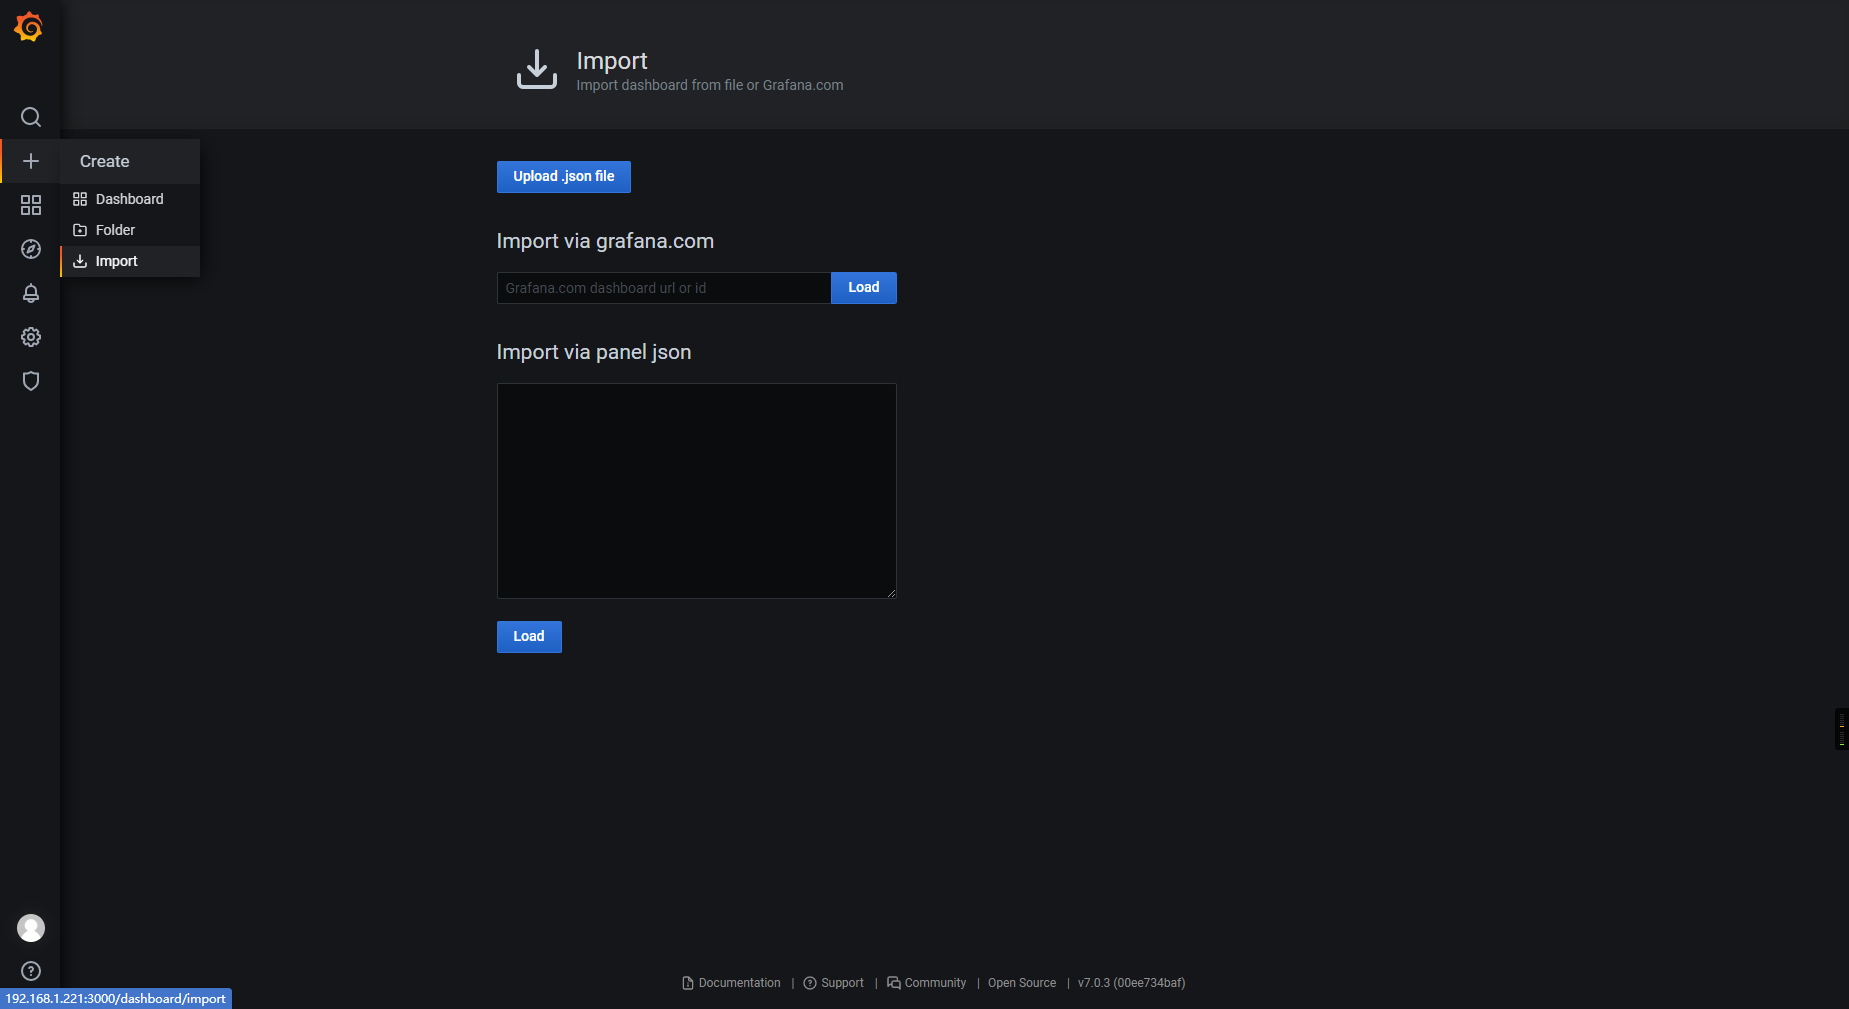 Import
Import dashboard from file or Grafana.com
Create
Dashboard
Folder
Import
Upload .json file
Import via grafana.com
Grafana.com dashboard url or id
Load
Import via panel json
Load
Documentation | Support | Community | Open Source | v7.0.3 (00ee734baf)
192.168.1.221:3000/dashboard/import